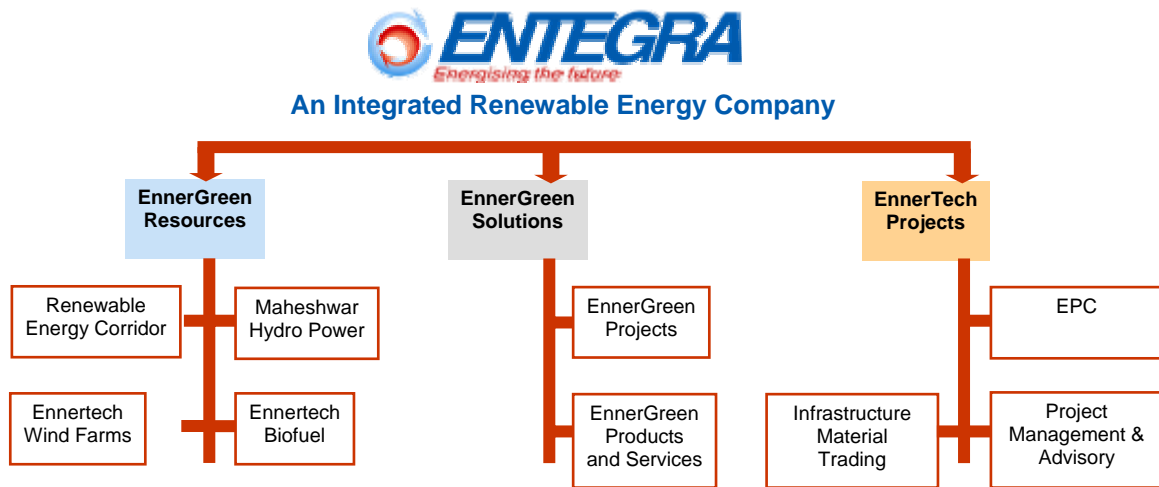 ENTEGRA
Energising the future
An Integrated Renewable Energy Company
EnnerGreen
Resources
EnnerGreen
Solutions
EnnerTech
Projects
Renewable
Energy Corridor
Maheshwar
Hydro Power
EnnerGreen
Projects
EPC
Ennertech
Wind Farms
Ennertech
Biofuel
EnnerGreen
Products
and Services
Infrastructure
Material
Trading
Project
Management &
Advisory